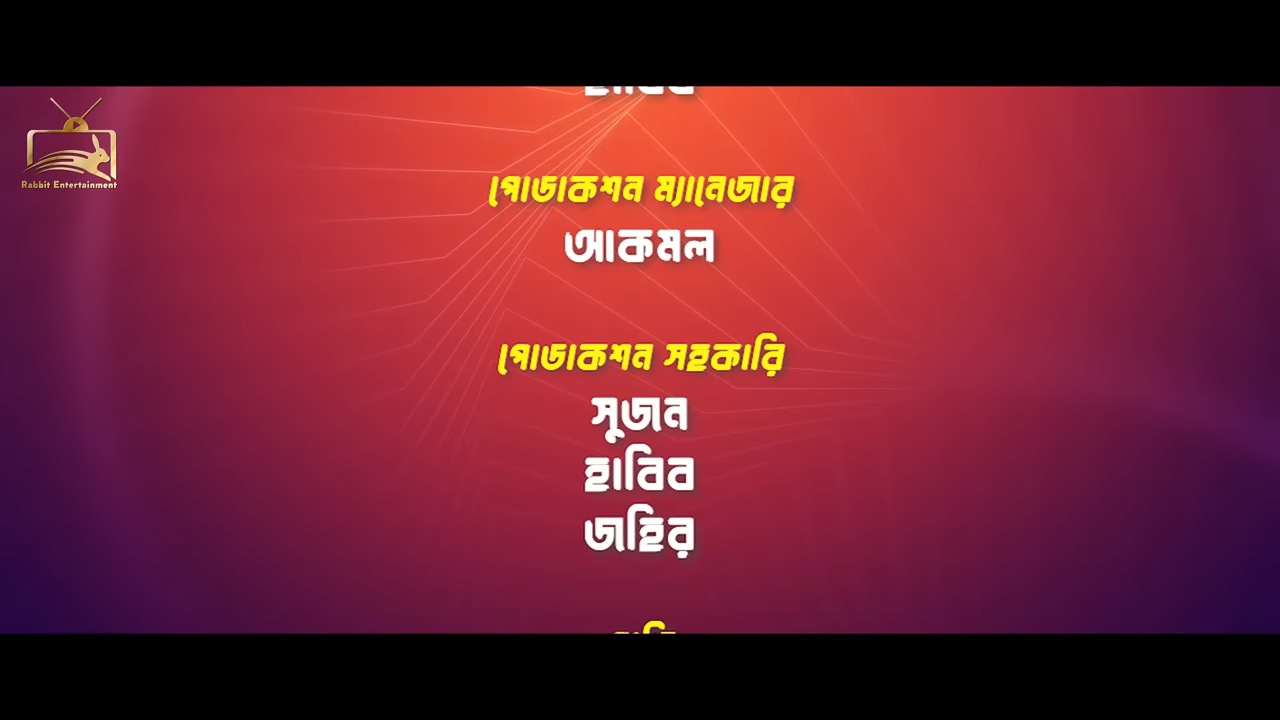 Rabbit Entertainment
পোডাকশন ম্যানেজার
আকমল
পোডাকশন সহকারি
সুজন
হাবিব
জহির